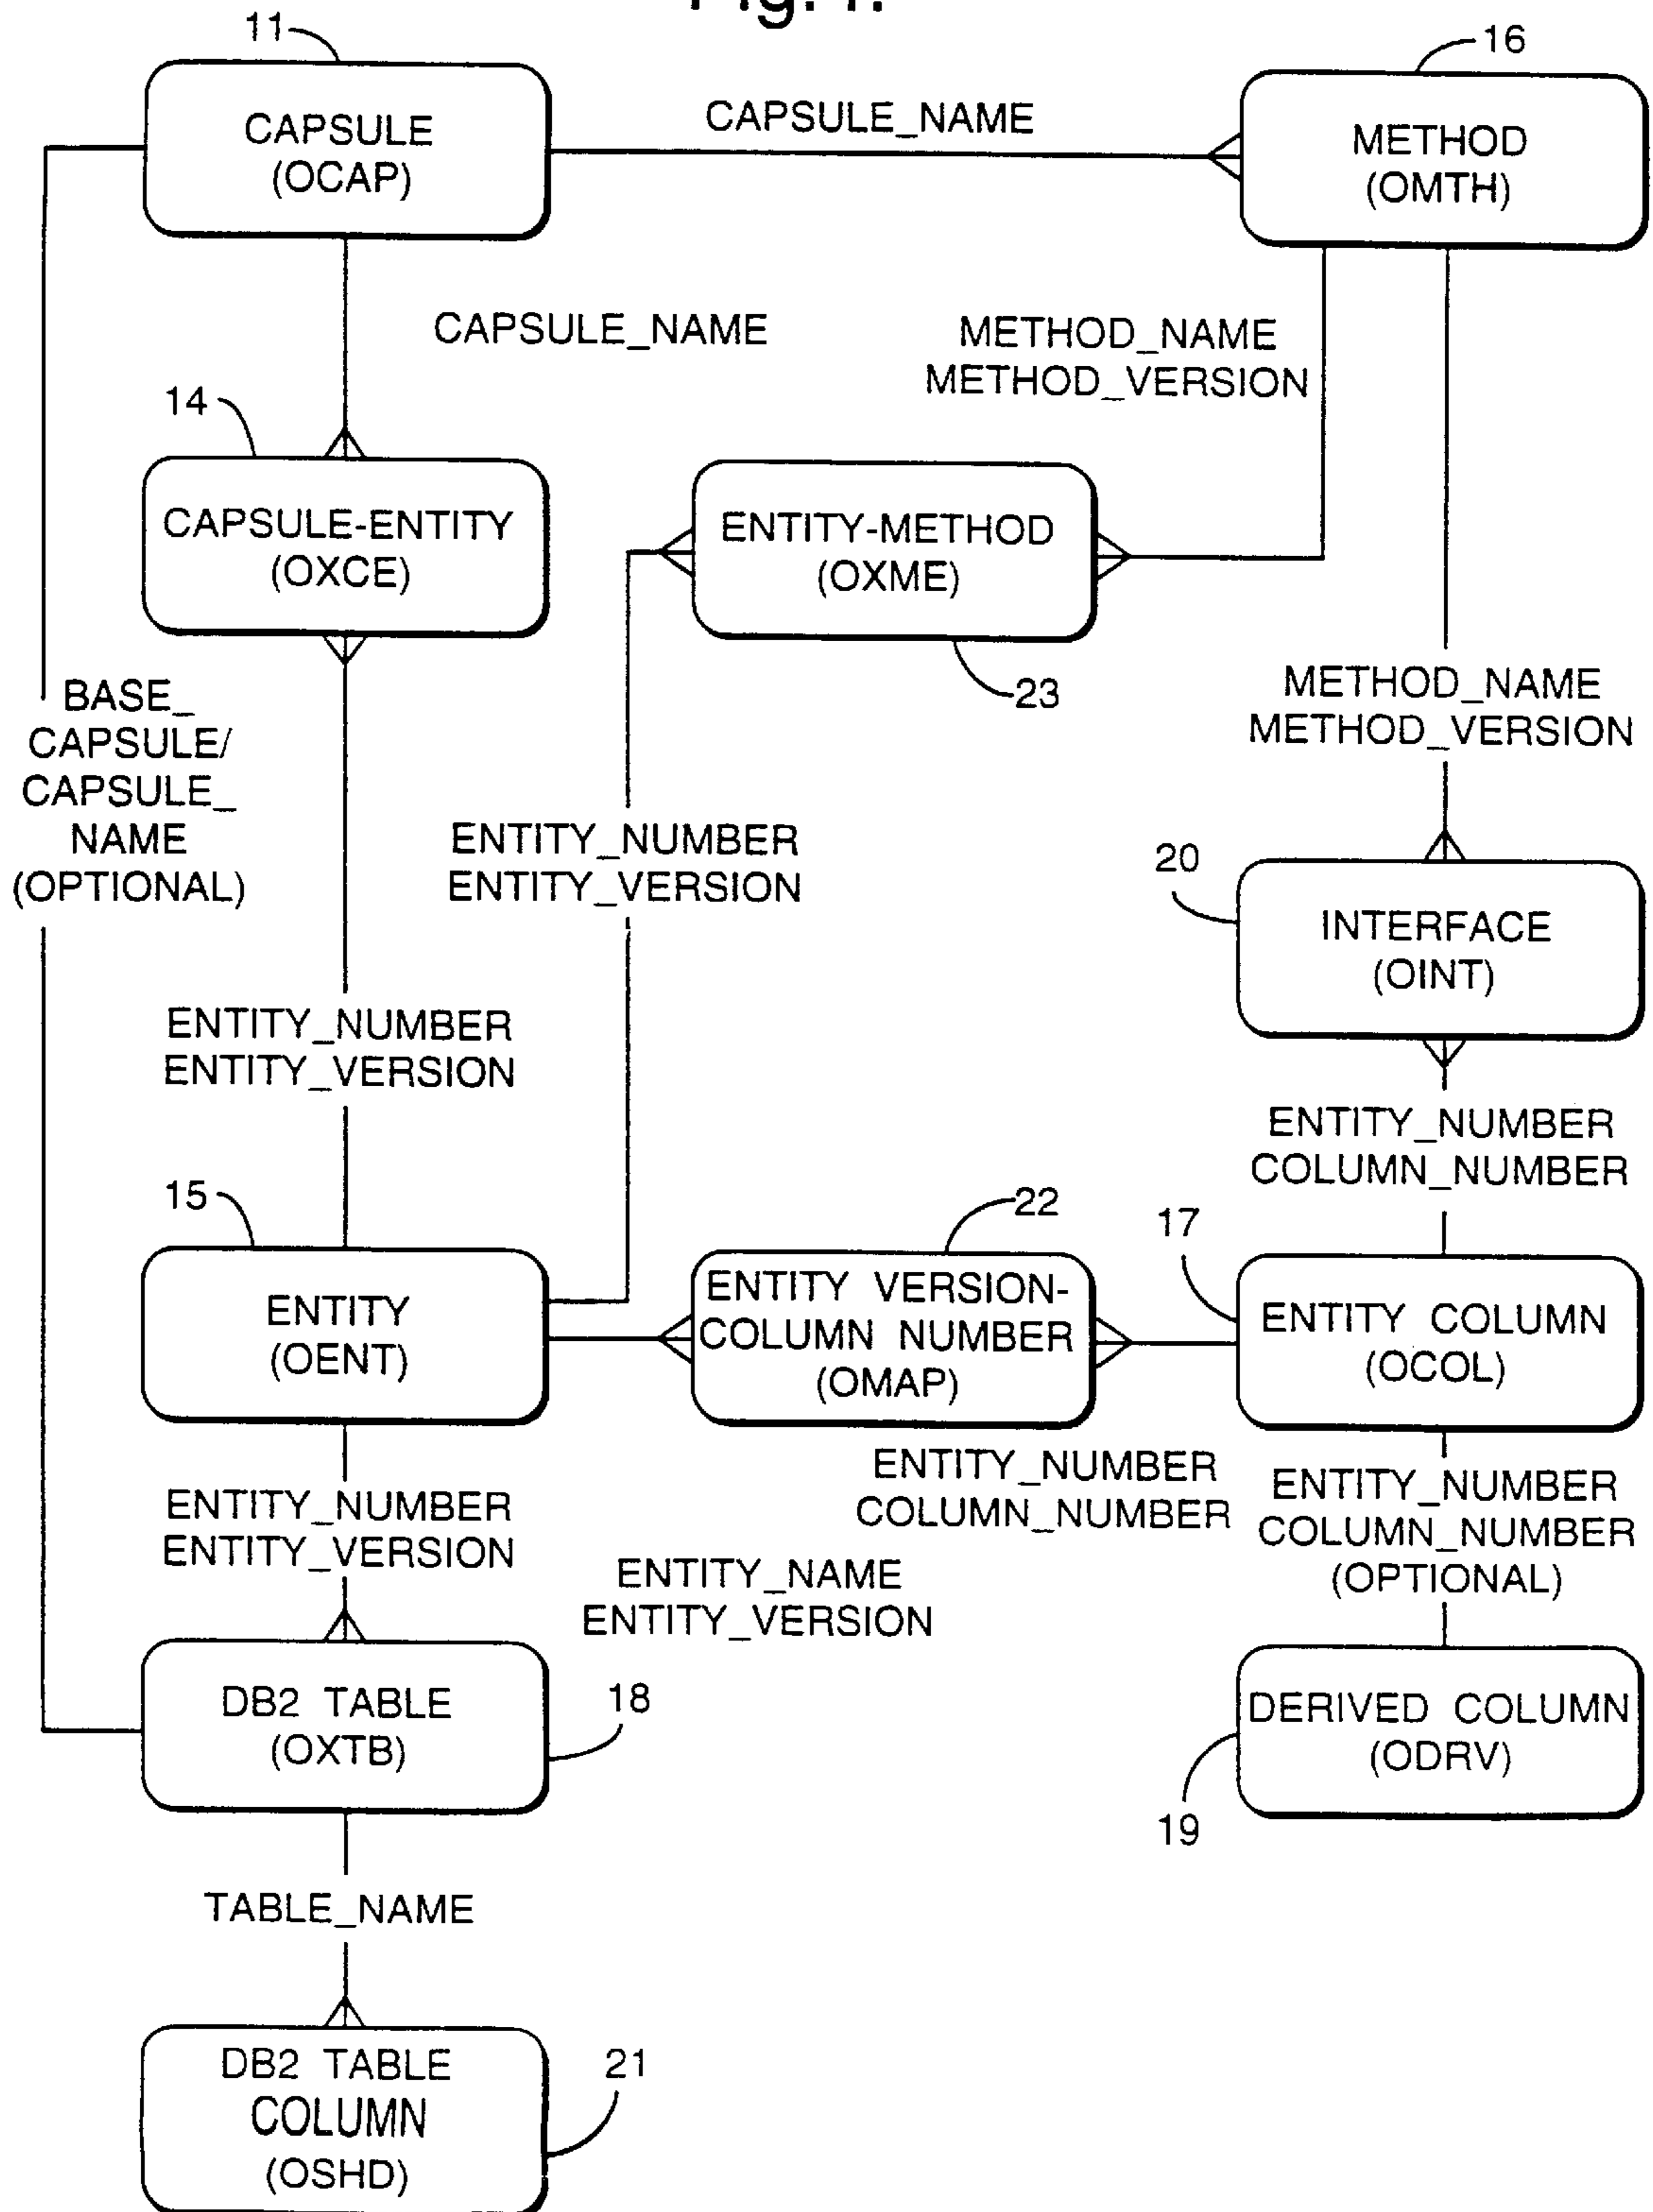 Fig.1.
11
16
CAPSULE
(OCAP)
CAPSULE_NAME
METHOD
(OMTH)
CAPSULE_NAME
METHOD_NAME
METHOD_VERSION
14
CAPSULE-ENTITY
(OXCE)
ENTITY-METHOD
(OXME)
23
BASE_
CAPSULE/
CAPSULE_
NAME
(OPTIONAL)
METHOD_NAME
METHOD_VERSION
ENTITY_NUMBER
ENTITY_VERSION
20
INTERFACE
(OINT)
ENTITY_NUMBER
ENTITY_VERSION
ENTITY_NUMBER
COLUMN_NUMBER
15
22
17
ENTITY
(OENT)
ENTITY VERSION-
COLUMN NUMBER
(OMAP)
ENTITY COLUMN
(OCOL)
ENTITY_NUMBER
COLUMN_NUMBER
ENTITY_NUMBER
COLUMN_NUMBER
(OPTIONAL)
ENTITY_NUMBER
ENTITY_VERSION
ENTITY_NAME
ENTITY_VERSION
DB2 TABLE
(OXTB)
18
DERIVED COLUMN
(ODRV)
19
TABLE_NAME
DB2 TABLE
COLUMN
(OSHD)
21